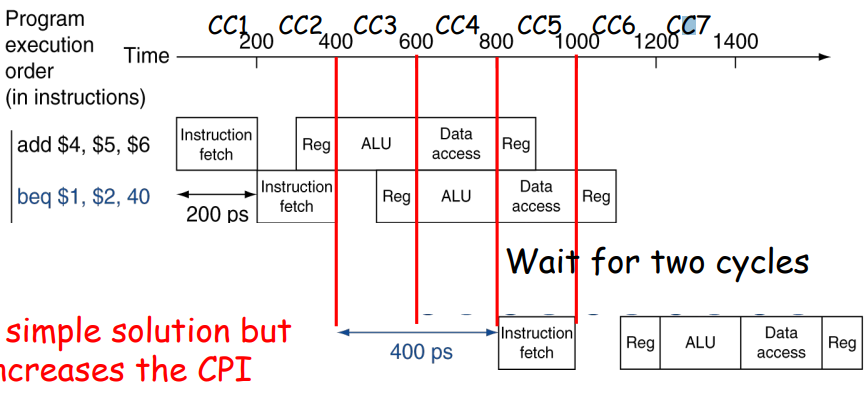 Program
execution
order
(in instructions)
Time
CC1 CC2 CC3 CC4 CC5 CC6 CC7
200 400 600 800 1000 1200 1400
add $4, $5, $6
Instruction
fetch
Reg
ALU
Data
access
Reg
beq $1, $2, 40
200 ps
Instruction
fetch
Reg
ALU
Data
access
Reg
Wait for two cycles
simple solution but
ncreases the CPI
400 ps
Instruction
fetch
Reg
ALU
Data
access
Reg